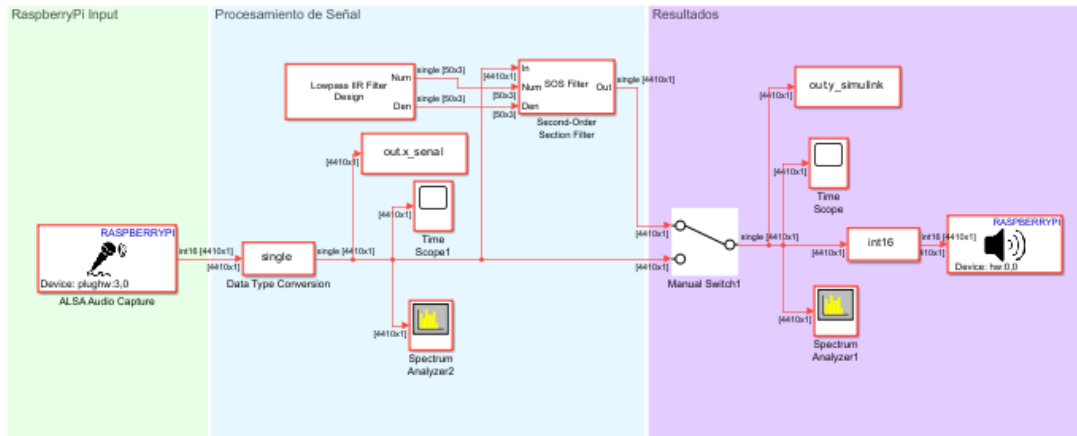 RaspberryPi Input
Procesamiento de Señal
Resultados
Lowpass IIR Filter
Design
Num
Den
single [50x3]
single [50x3]
[4410x1]
[50x3]
[50x3]
In
Num
Den
SOS Filter
Out
single [4410x1]
Second-Order
Section Filter
out.x_senal
[4410x1]
[4410x1]
Time
Scope1
RASPBERRYPI
Device: plughw:3,0
ALSA Audio Capture
int16 [4410x1]
[4410x1]
single
single [4410x1]
Data Type Conversion
[4410x1]
Spectrum
Analyzer2
[4410x1]
[4410x1]
Manual Switch1
single [4410x1]
out.y_simulink
[4410x1]
[4410x1]
Time
Scope
[4410x1]
int16
int16 [4410x1]
[4410x1]
RASPBERRYPI
Device: hw:0,0
[4410x1]
Spectrum
Analyzer1